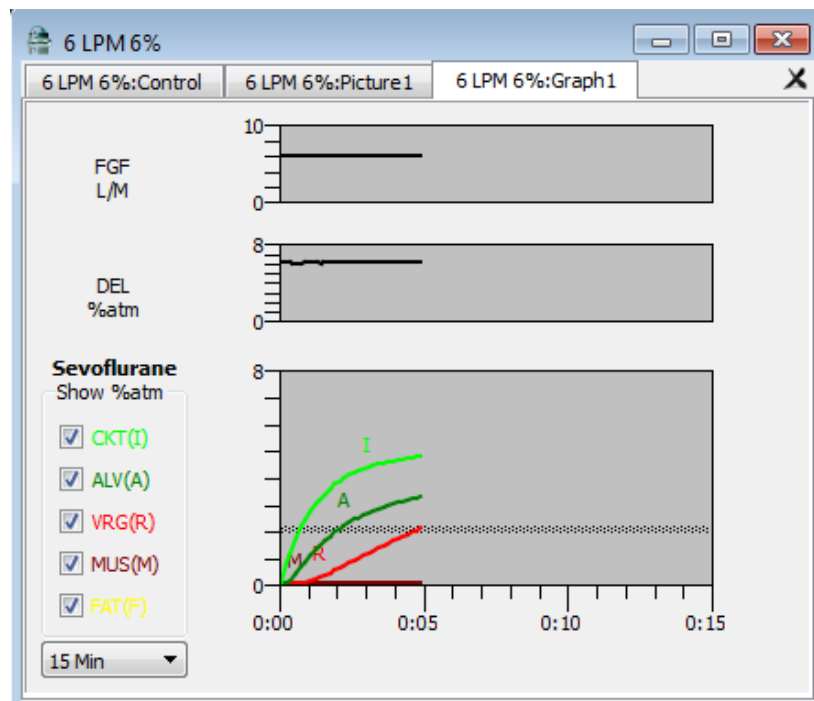 6 LPM 6%
6 LPM 6%:Control
6 LPM 6%:Picture1
6 LPM 6%:Graph1
X
10
FGF
L/M
0
8
DEL
%atm
0
Sevoflurane
Show %atm
CKT(I)
ALV(A)
VRG(R)
MUS(M)
FAT(F)
15 Min
8
I
A
M
R
0
0:00
0:05
0:10
0:15